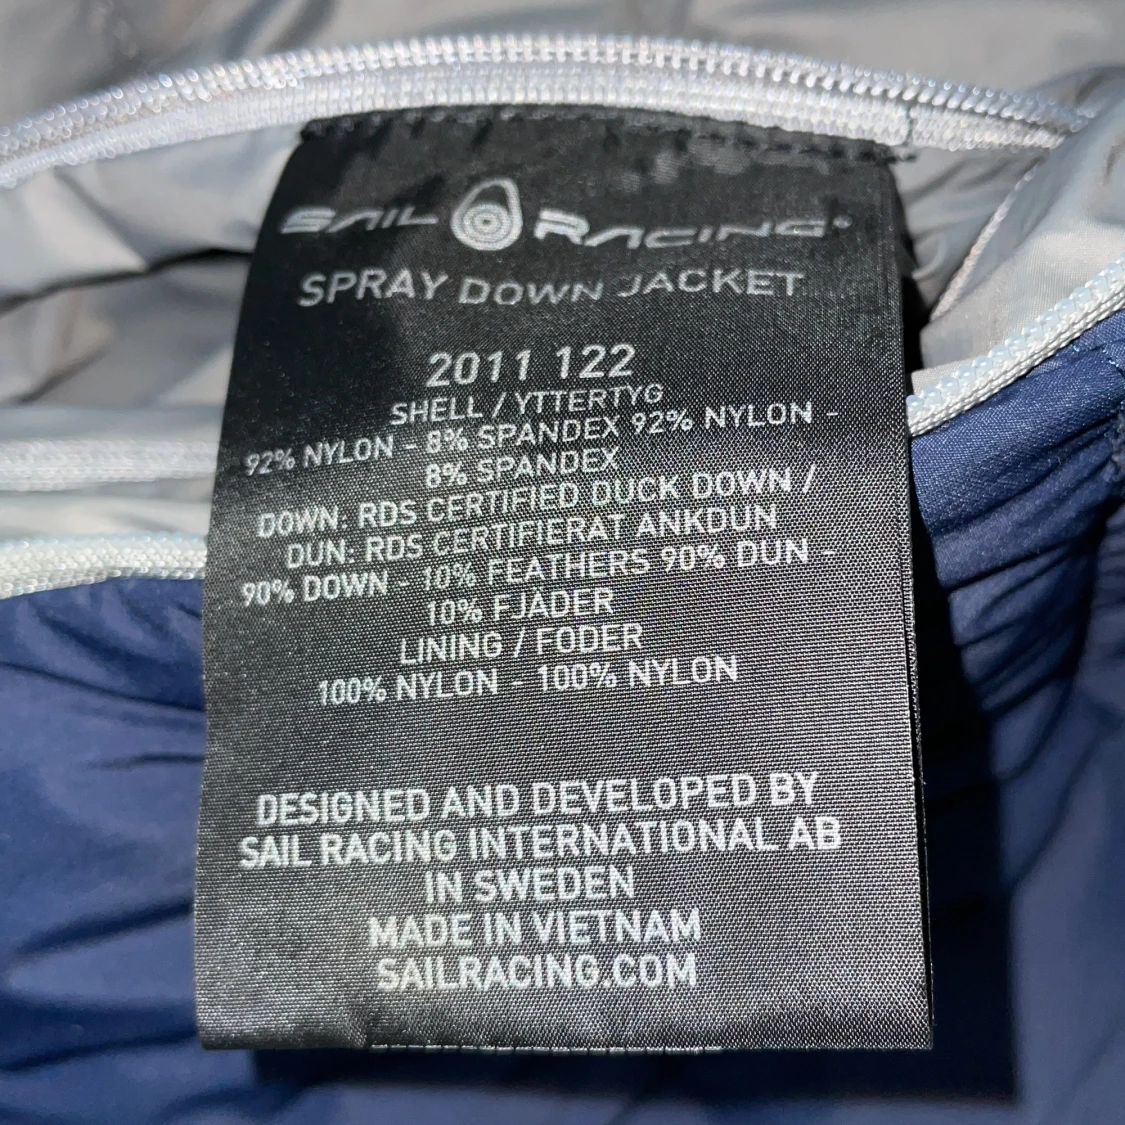 SAIL RACING®
SPRAY DOWN JACKET
2011 122
SHELL / YTTERTYG
92% NYLON - 8% SPANDEX 92% NYLON -
8% SPANDEX
DOWN: RDS CERTIFIED DUCK DOWN /
DUN: RDS CERTIFIERAT ANKDUN
90% DOWN - 10% FEATHERS 90% DUN -
10% FJÄDER
LINING / FODER
100% NYLON - 100% NYLON
DESIGNED AND DEVELOPED BY
SAIL RACING INTERNATIONAL AB
IN SWEDEN
MADE IN VIETNAM
SAILRACING.COM